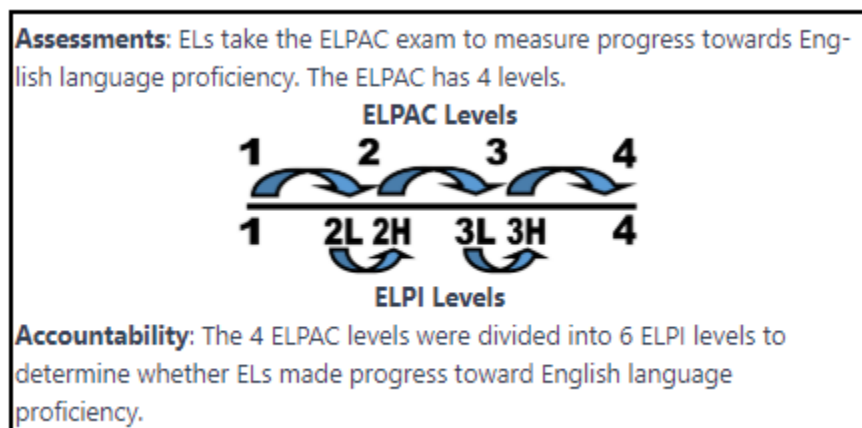 Assessments: ELs take the ELPAC exam to measure progress towards Eng-
lish language proficiency. The ELPAC has 4 levels.
ELPAC Levels
1 2 3 4
1 2L 2H 3L 3H 4
ELPI Levels
Accountability: The 4 ELPAC levels were divided into 6 ELPI levels to
determine whether ELs made progress toward English language
proficiency.